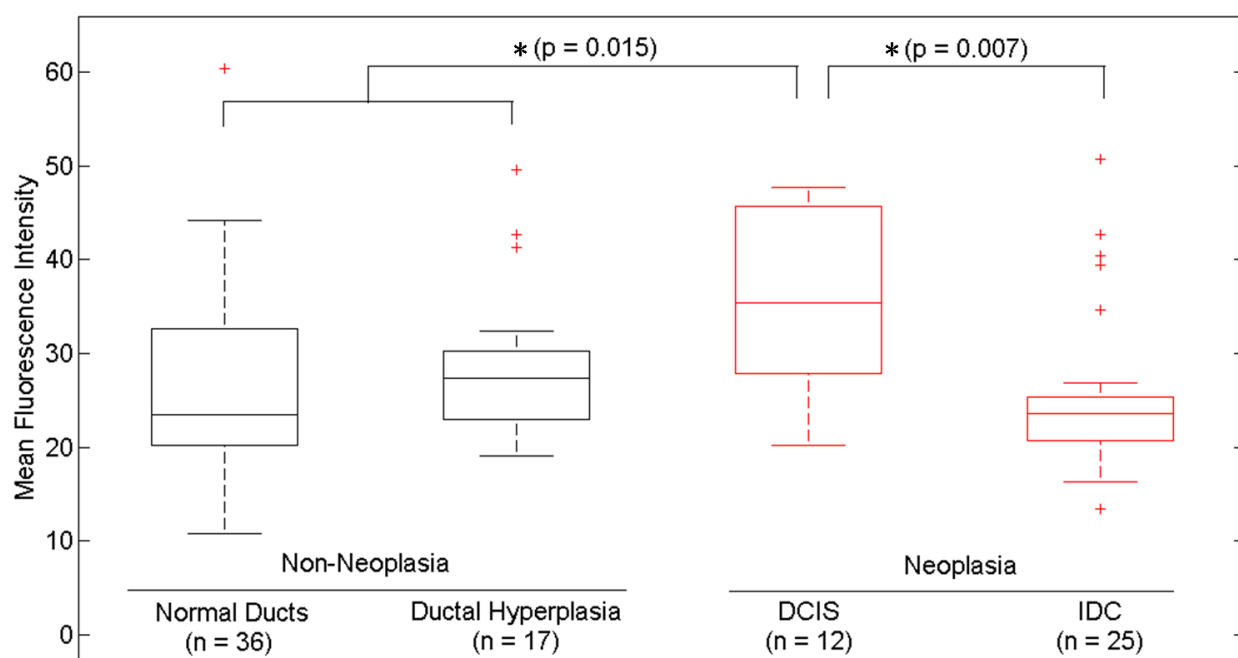 * (p = 0.015)
* (p = 0.007)
Mean Fluorescence Intensity
60
50
40
30
20
10
0
Non-Neoplasia
Neoplasia
Normal Ducts
(n = 36)
Ductal Hyperplasia
(n = 17)
DCIS
(n = 12)
IDC
(n = 25)